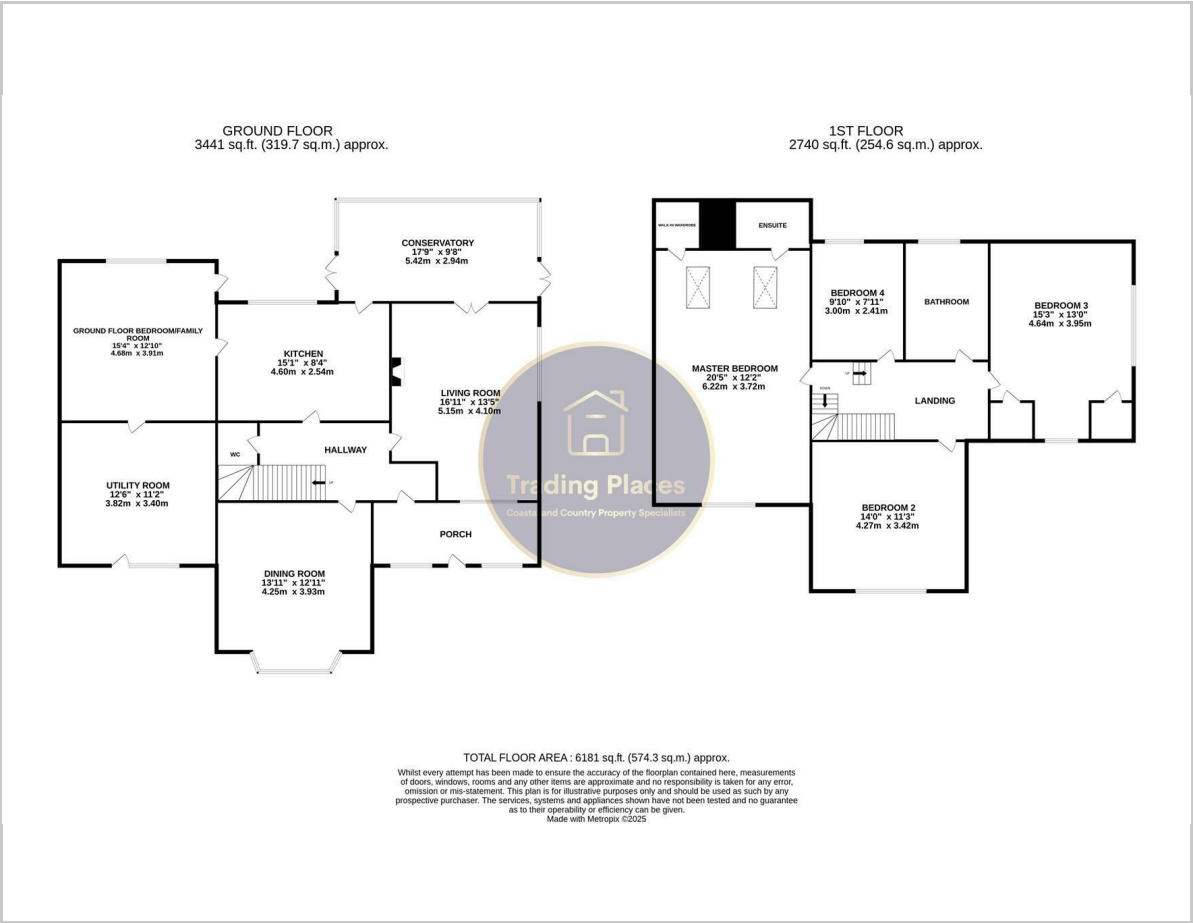 GROUND FLOOR
3441 sq.ft. (319.7 sq.m.) approx.
1ST FLOOR
2740 sq.ft. (254.6 sq.m.) approx.
CONSERVATORY
17'9" x 9'8"
5.42m x 2.94m
GROUND FLOOR BEDROOM/FAMILY
ROOM
15'4" x 12'10"
4.68m x 3.91m
KITCHEN
15'1" x 8'4"
4.60m x 2.54m
LIVING ROOM
16'11" x 13'5"
5.15m x 4.10m
WC
HALLWAY
UP
UTILITY ROOM
12'6" x 11'2"
3.82m x 3.40m
PORCH
DINING ROOM
13'11" x 12'11"
4.25m x 3.93m
WALK-IN WARDROBE
ENSUITE
BEDROOM 4
9'10" x 7'11"
3.00m x 2.41m
BATHROOM
BEDROOM 3
15'3" x 13'0"
4.64m x 3.95m
MASTER BEDROOM
20'5" x 12'2"
6.22m x 3.72m
UP
DOWN
LANDING
BEDROOM 2
14'0" x 11'3"
4.27m x 3.42m
Trading Places
Coastal and Country Property Specialists
TOTAL FLOOR AREA : 6181 sq.ft. (574.3 sq.m.) approx.
Whilst every attempt has been made to ensure the accuracy of the floorplan contained here, measurements
of doors, windows, rooms and any other items are approximate and no responsibility is taken for any error,
omission or mis-statement. This plan is for illustrative purposes only and should be used as such by any
prospective purchaser. The services, systems and appliances shown have not been tested and no guarantee
as to their operability or efficiency can be given.
Made with Metropix ©2025